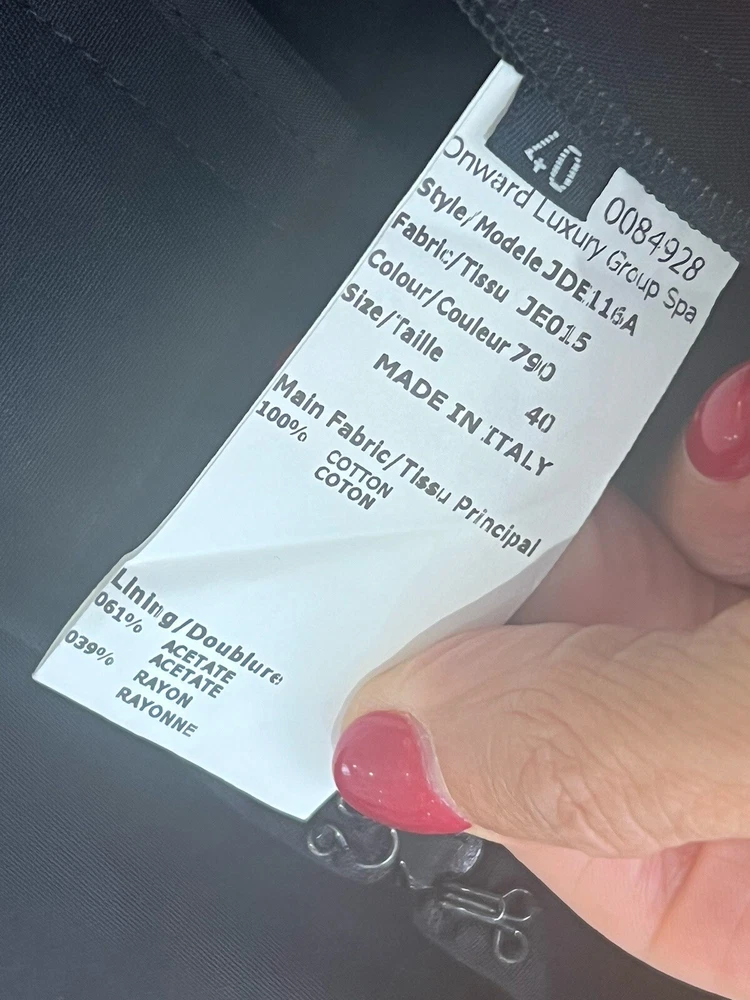 40
0084928
Onward Luxury Group Spa
Style/Modele JDE116A
Fabric/Tissu JE015
Colour/Couleur 790
Size/Taille 40
MADE IN ITALY
Main Fabric/Tissu Principal
100% COTTON
COTON
Lining/Doublure
061% ACETATE
ACETATE
039% RAYON
RAYONNE